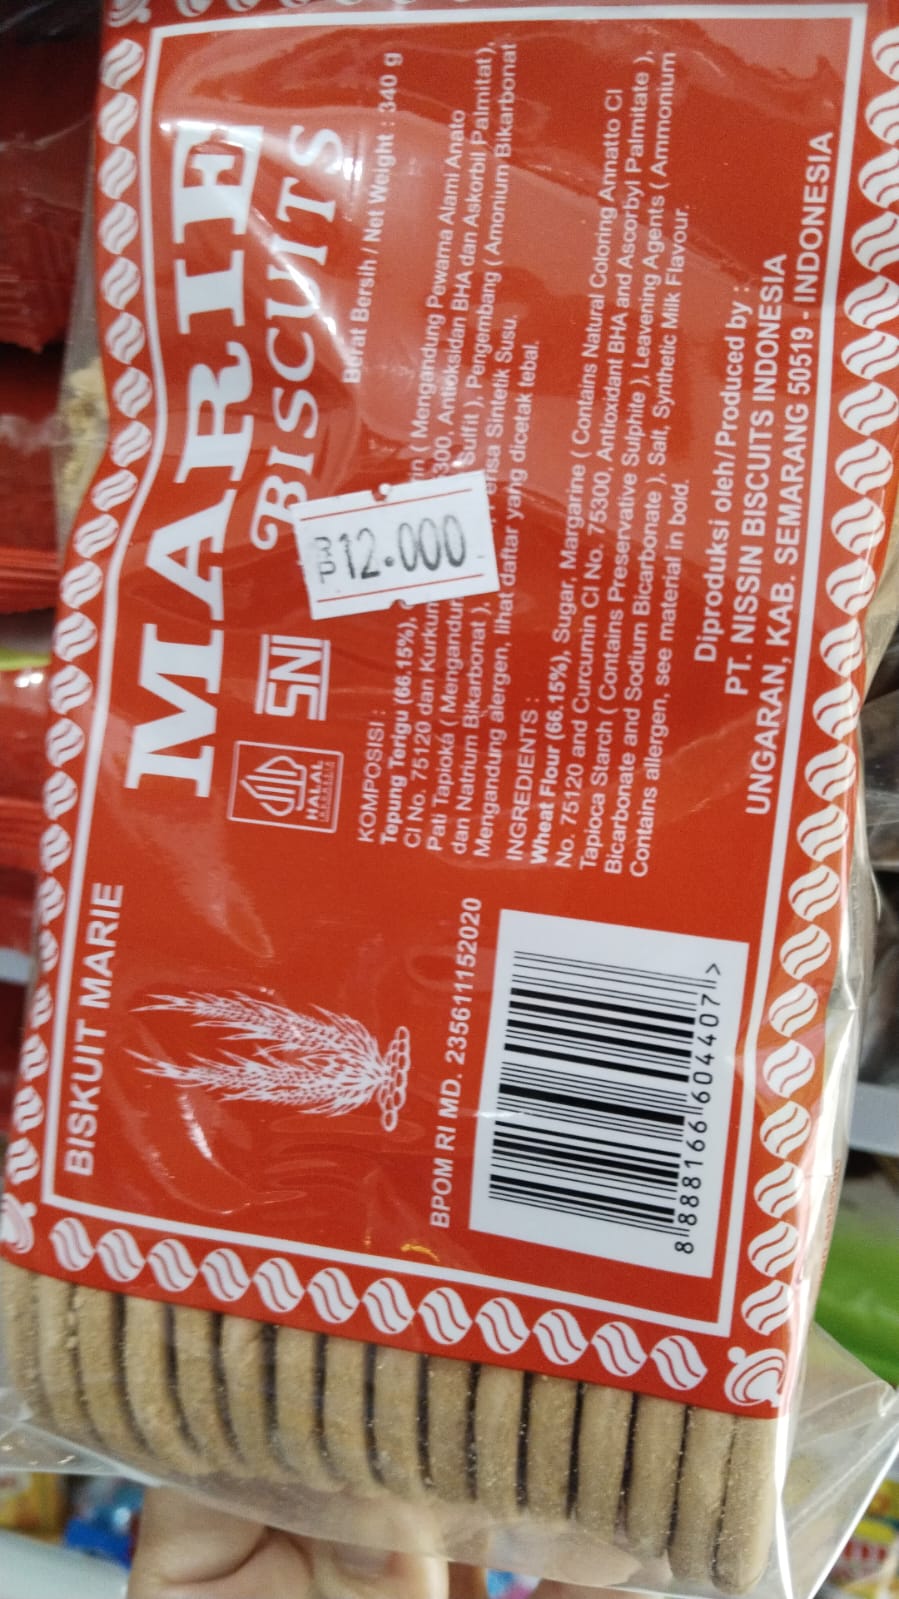 BISKUIT MARIE
MARIE
BISCUITS
HALAL
INDONESIA
SNI
Berat Bersih / Net Weight : 340 g
RP
12.000
KOMPOSISI :
Tepung Terigu (66.15%), ( Mengandung Pewarna Alami Anato
CI No. 75120 dan Kurkum 300, Antioksidan BHA dan Askorbil Palmitat),
Pati Tapioka ( Mengandun Sulfit ), Pengembang ( Amonium Bikarbonat
dan Natrium Bikarbonat ), Sintetik Susu.
Mengandung alergen, lihat daftar yang dicetak tebal.
INGREDIENTS :
Wheat Flour (66.15%), Sugar, Margarine ( Contains Natural Coloring Annatto CI
No. 75120 and Curcumin CI No. 75300, Antioxidant BHA and Ascorbyl Palmitate ),
Tapioca Starch ( Contains Preservative Sulphite ), Leavening Agents ( Ammonium
Bicarbonate and Sodium Bicarbonate ), Salt, Synthetic Milk Flavour.
Contains allergen, see material in bold.
Diproduksi oleh/Produced by :
PT. NISSIN BISCUITS INDONESIA
UNGARAN, KAB. SEMARANG 50519 - INDONESIA
BPOM RI MD. 235611152020
8 888166 604407 >